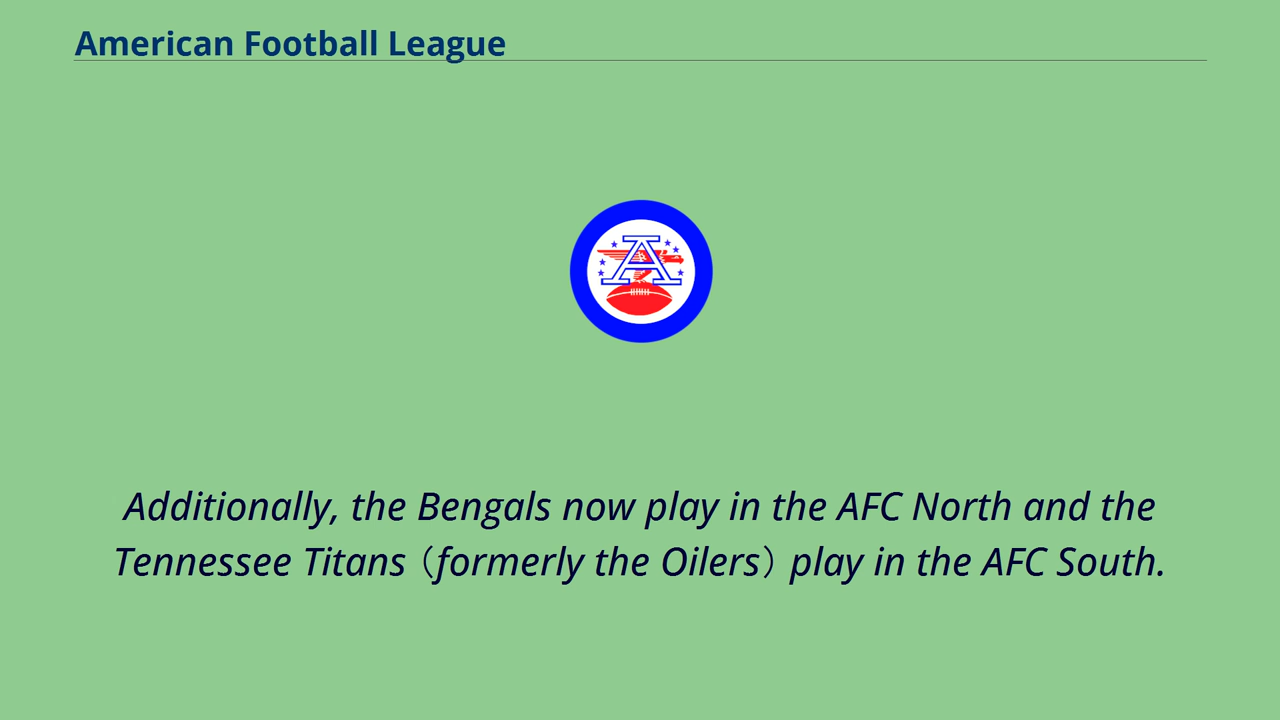 American Football League
A
Additionally, the Bengals now play in the AFC North and the
Tennessee Titans（formerly the Oilers）play in the AFC South.